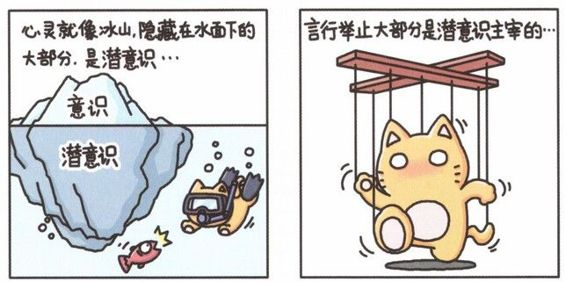 心灵就像冰山,隐藏在水面下的
大部分.是潜意识…
意识
潜意识
言行举止大部分是潜意识主宰的…